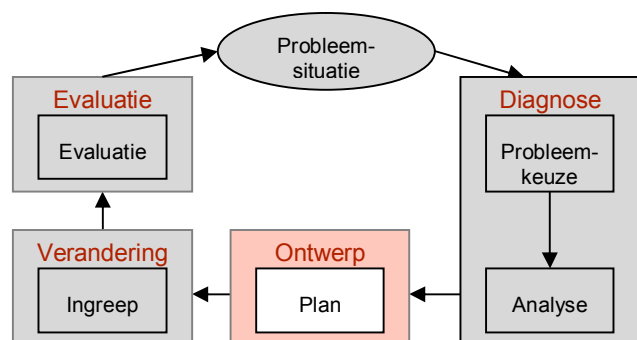 Probleem-
situatie
Diagnose
Probleem-
keuze
Analyse
Ontwerp
Plan
Verandering
Ingreep
Evaluatie
Evaluatie